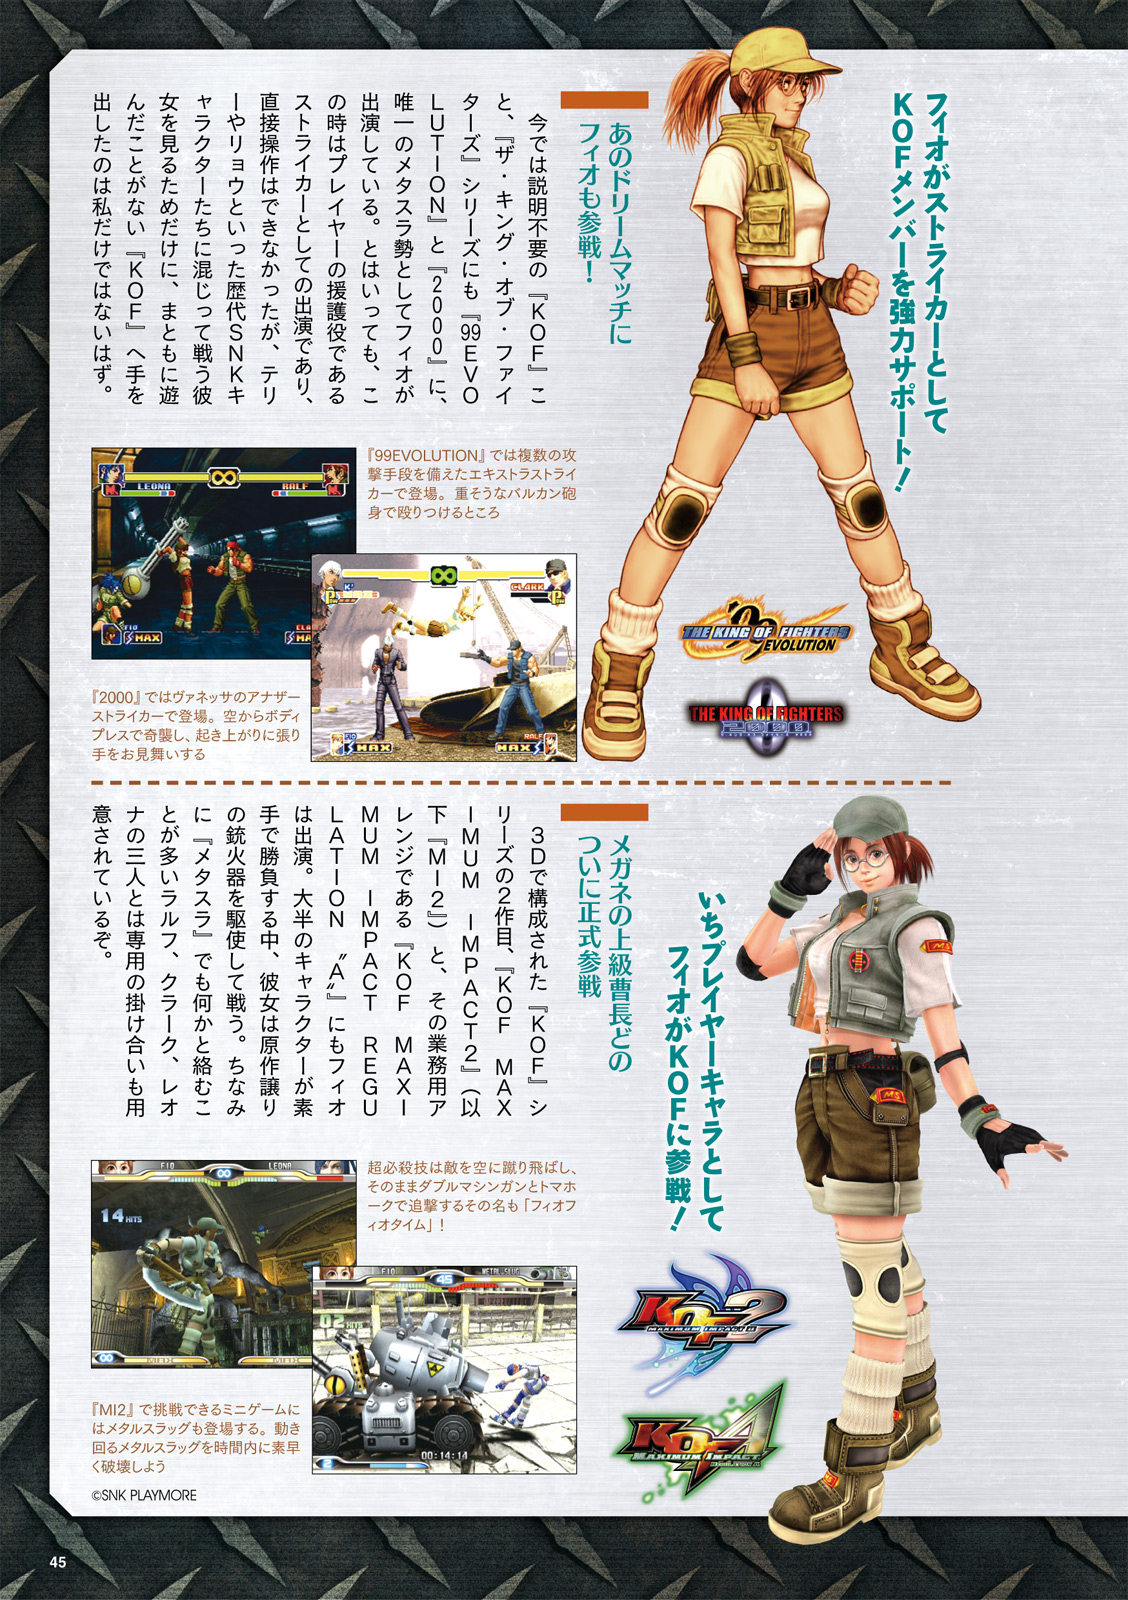 フィオがストライカーとして
KOFメンバーを強力サポート!
あのドリームマッチに
フィオも参戦!
今では説明不要の『KOF』こ
と、『ザ・キング・オブ・ファイ
ターズ』シリーズにも『99EVO
LUTION』と『2000』に、
唯一のメタスラ勢としてフィオが
出演している。とはいっても、こ
の時はプレイヤーの援護役である
ストライカーとしての出演であり、
直接操作はできなかったが、テリ
ーやリョウといった歴代SNKキ
ャラクターたちに混じって戦う彼
女を見るためだけに、まともに遊
んだことがない『KOF』へ手を
出したのは私だけではないはず。
『99EVOLUTION』では複数の攻
撃手段を備えたエキストラストライ
カーで登場。重そうなバルカン砲
身で殴りつけるところ
LEONA
RALF
FIO
MAX
CLA
MA
K'
CLARK
FIO
MAX
RALF
MAX
『2000』ではヴァネッサのアナザー
ストライカーで登場。空からボディ
プレスで奇襲し、起き上がりに張り
手をお見舞いする
THE KING OF FIGHTERS
99
EVOLUTION
THE KING OF FIGHTERS
2000
いちプレイヤーキャラとして
フィオがKOFに参戦!
メガネの上級曹長どの
ついに正式参戦
3Dで構成された『KOF』シ
リーズの2作目、『KOF MAX
IMUM IMPACT2』(以
下『MI2』)と、その業務用ア
レンジである『KOF MAXI
MUM IMPACT REGU
LATION “A”』にもフィオ
は出演。大半のキャラクターが素
手で勝負する中、彼女は原作譲り
の銃火器を駆使して戦う。ちなみ
に『メタスラ』でも何かと絡むこ
とが多いラルフ、クラーク、レオ
ナの三人とは専用の掛け合いも用
意されているぞ。
超必殺技は敵を空に蹴り飛ばし、
そのままダブルマシンガンとトマホ
ークで追撃するその名も「フィオフ
ィオタイム」!
FIO
LEONA
14 HITS
MAX
MAX
FIO
45
METAL-SLUG
02 HITS
2
00:14:14
『MI2』で挑戦できるミニゲームに
はメタルスラッグも登場する。動き
回るメタルスラッグを時間内に素早
く破壊しよう
KOF2
MAXIMUM IMPACT
KOF A
MAXIMUM IMPACT
MS
MS
©SNK PLAYMORE
45